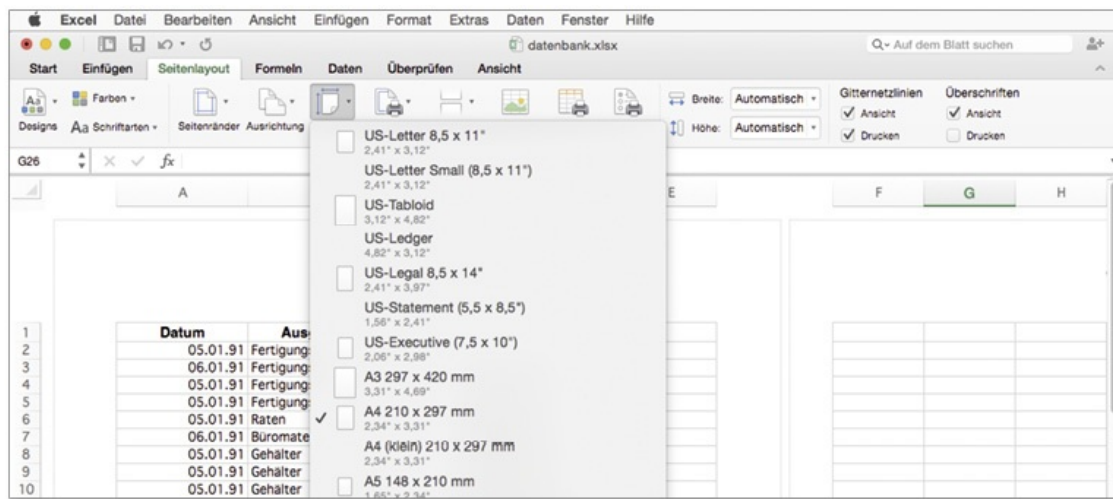 Excel Datei Bearbeiten Ansicht Einfügen Format Extras Daten Fenster Hilfe
datenbank.xlsx Auf dem Blatt suchen
Start Einfügen Seitenlayout Formeln Daten Überprüfen Ansicht
Farben Breite: Automatisch Gitternetzlinien Überschriften
Aa Ansicht Ansicht
Designs Aa Schriftarten Seitenränder Ausrichtung Höhe: Automatisch Drucken Drucken
G26 fx
A E F G H
US-Letter 8,5 x 11"
2,41" x 3,12"
US-Letter Small (8,5 x 11")
2,41" x 3,12"
US-Tabloid
3,12" x 4,82"
US-Ledger
4,82" x 3,12"
US-Legal 8,5 x 14"
2,41" x 3,97"
US-Statement (5,5 x 8,5")
1,56" x 2,41"
US-Executive (7,5 x 10")
2,06" x 2,98"
A3 297 x 420 mm
3,31" x 4,69"
A4 210 x 297 mm
2,34" x 3,31"
A4 (klein) 210 x 297 mm
2,34" x 3,31"
A5 148 x 210 mm
1,65" x 2,34"
1 Datum Aus
2 05.01.91 Fertigung
3 06.01.91 Fertigung
4 05.01.91 Fertigung
5 05.01.91 Fertigung
6 05.01.91 Raten
7 06.01.91 Büromate
8 05.01.91 Gehälter
9 05.01.91 Gehälter
10 05.01.91 Gehälter